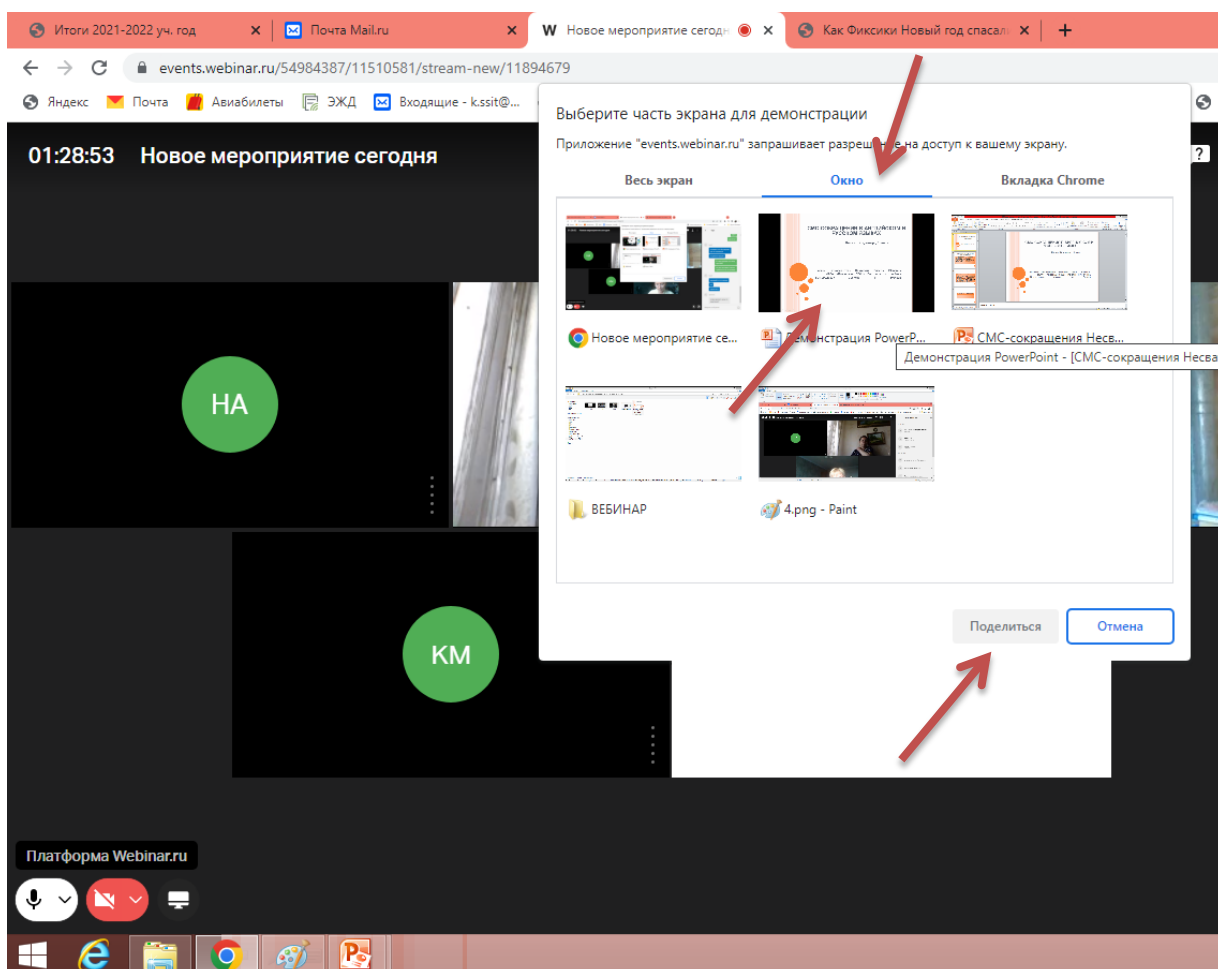 Итоги 2021-2022 уч. год
Почта Mail.ru
W Новое мероприятие сегодн
Как Фиксики Новый год спасал
events.webinar.ru/54984387/11510581/stream-new/11894679
Яндекс Почта Авиабилеты ЭЖД Входящие - k.ssit@...
01:28:53 Новое мероприятие сегодня
Выберите часть экрана для демонстрации
Приложение "events.webinar.ru" запрашивает разрешение на доступ к вашему экрану.
Весь экран Окно Вкладка Chrome
Новое мероприятие се...
Демонстрация PowerP...
СМС-сокращения Несв...
Демонстрация PowerPoint - [СМС-сокращения Несва
ВЕБИНАР
4.png - Paint
Поделиться Отмена
НА
КМ
Платформа Webinar.ru